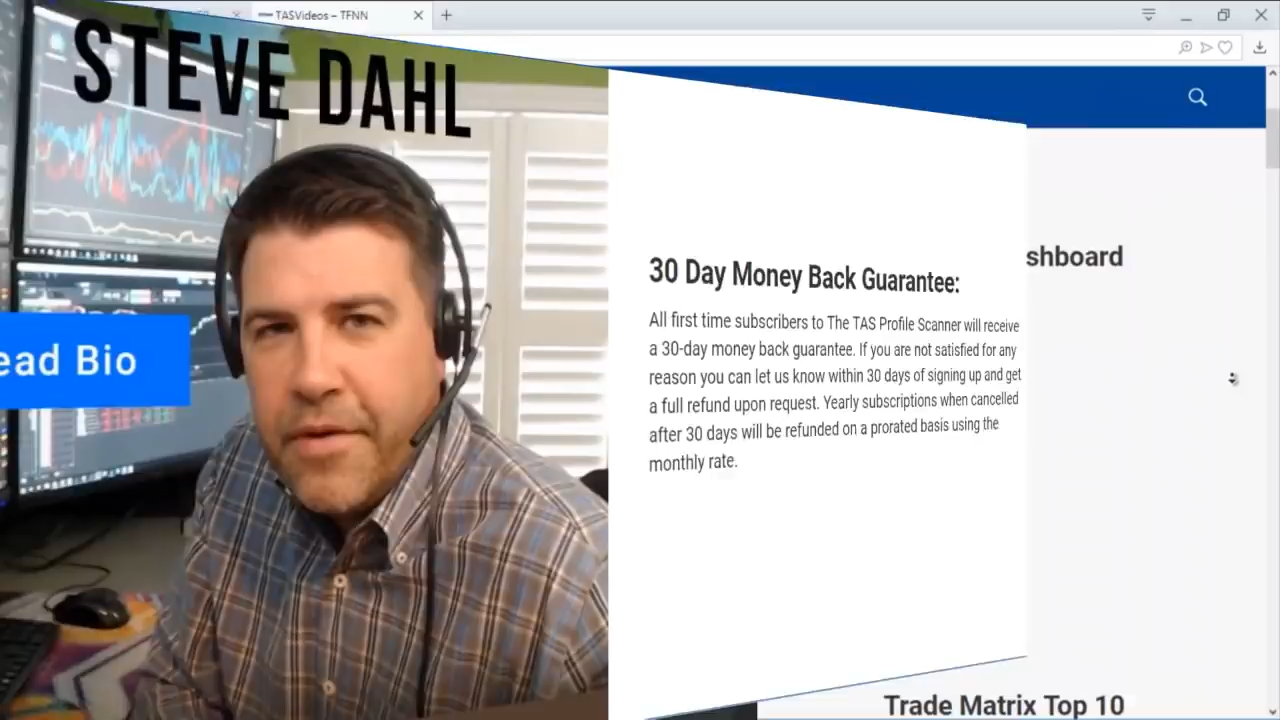 TASVideos – TFNN
STEVE DAHL
ead Bio
30 Day Money Back Guarantee:
All first time subscribers to The TAS Profile Scanner will receive
a 30-day money back guarantee. If you are not satisfied for any
reason you can let us know within 30 days of signing up and get
a full refund upon request. Yearly subscriptions when cancelled
after 30 days will be refunded on a prorated basis using the
monthly rate.
shboard
Trade Matrix Top 10